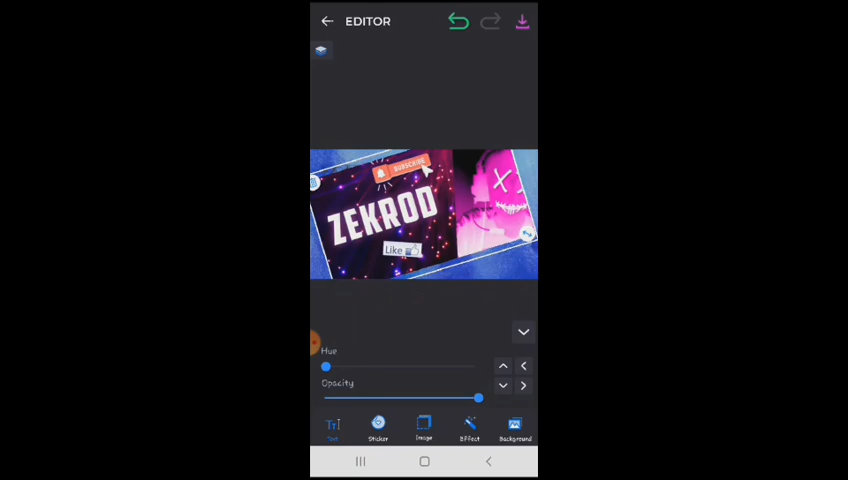 EDITOR
SUBSCRIBE
ZEKROD
Like
Hue
Opacity
Text
Sticker
Image
Effect
Background